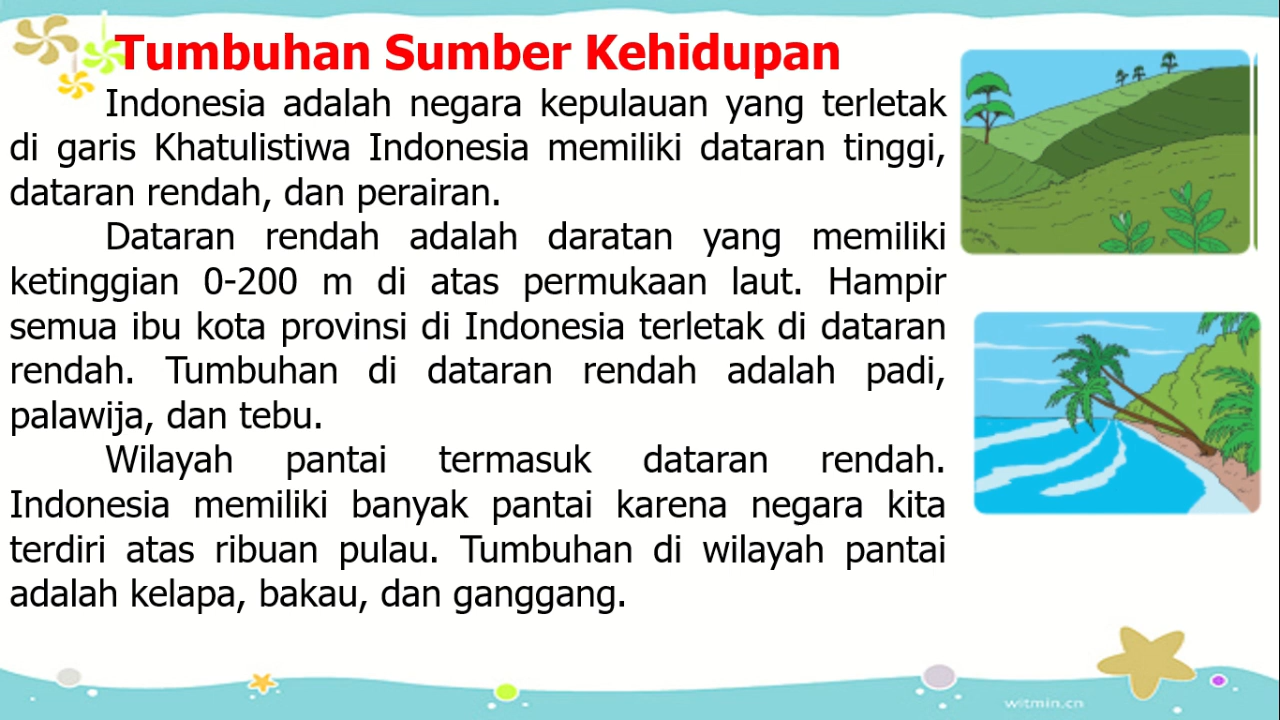 Tumbuhan Sumber Kehidupan
Indonesia adalah negara kepulauan yang terletak
di garis Khatulistiwa Indonesia memiliki dataran tinggi,
dataran rendah, dan perairan.
Dataran rendah adalah daratan yang memiliki
ketinggian 0-200 m di atas permukaan laut. Hampir
semua ibu kota provinsi di Indonesia terletak di dataran
rendah. Tumbuhan di dataran rendah adalah padi,
palawija, dan tebu.
Wilayah pantai termasuk dataran rendah.
Indonesia memiliki banyak pantai karena negara kita
terdiri atas ribuan pulau. Tumbuhan di wilayah pantai
adalah kelapa, bakau, dan ganggang.
witmin.cn